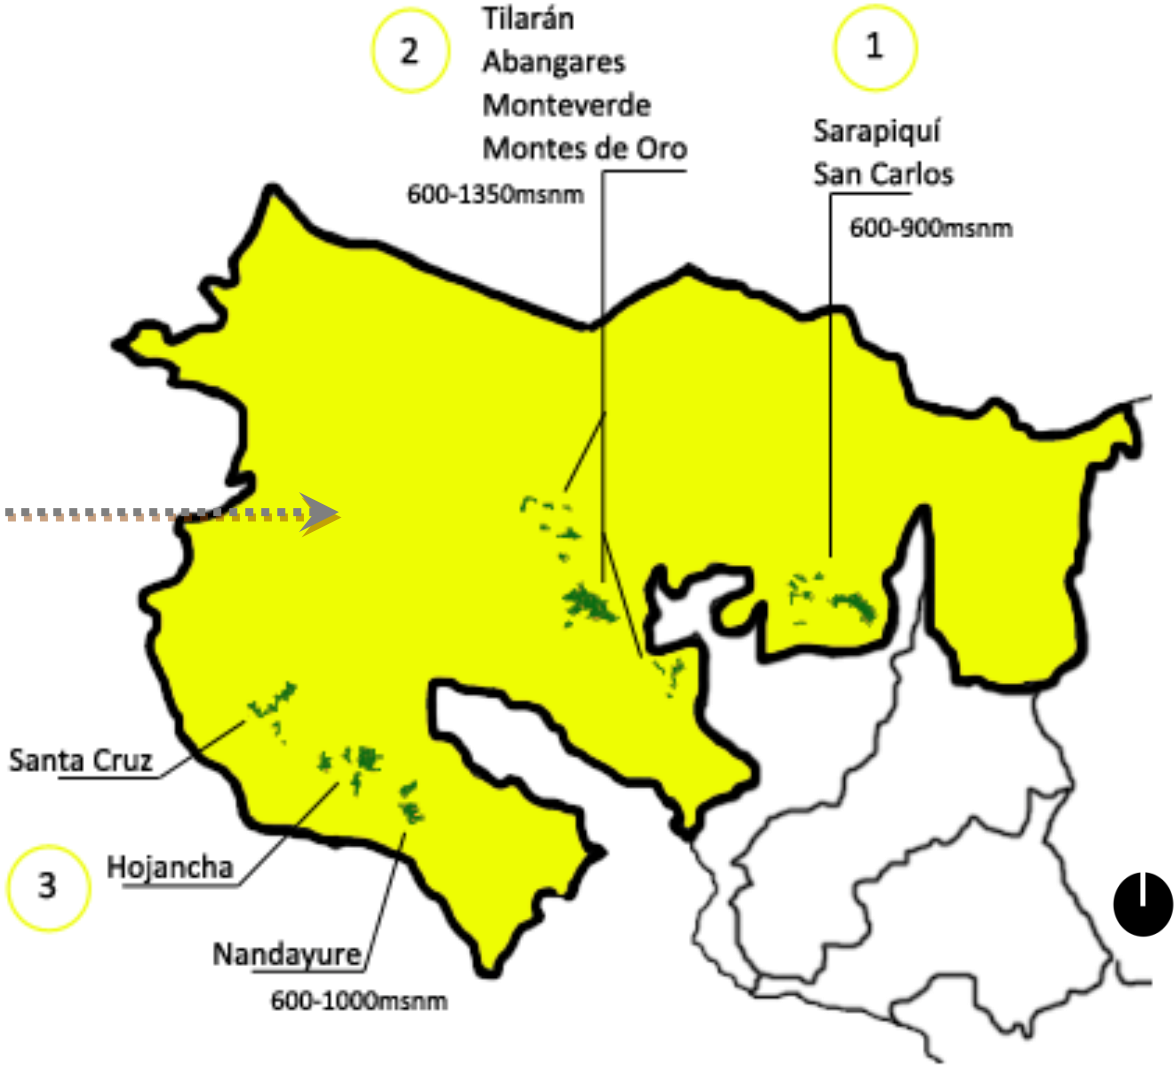 2
Tilarán
Abangares
Monteverde
Montes de Oro
600-1350msnm
1
Sarapiquí
San Carlos
600-900msnm
Santa Cruz
3
Hojancha
Nandayure
600-1000msnm